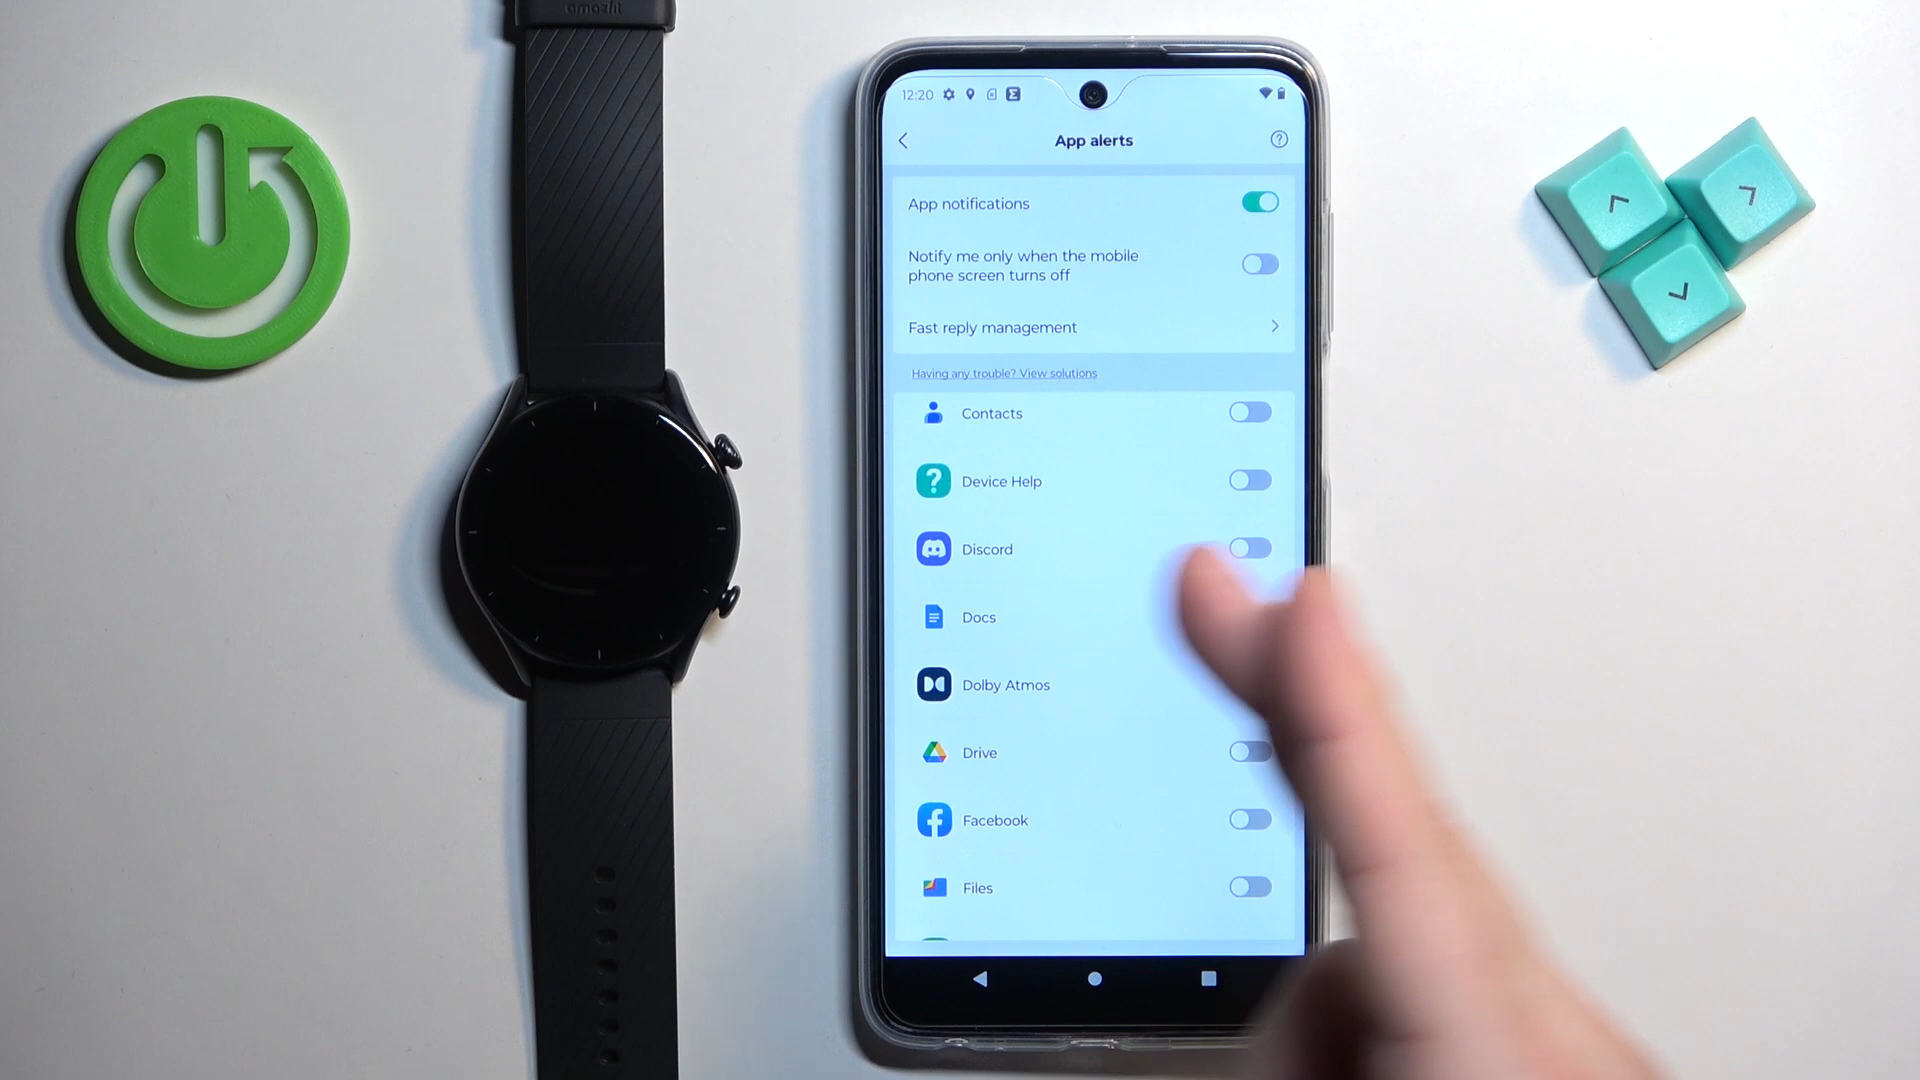 amazfit
12:20
App alerts
App notifications
Notify me only when the mobile
phone screen turns off
Fast reply management
Having any trouble? View solutions
Contacts
Device Help
Discord
Docs
Dolby Atmos
Drive
Facebook
Files